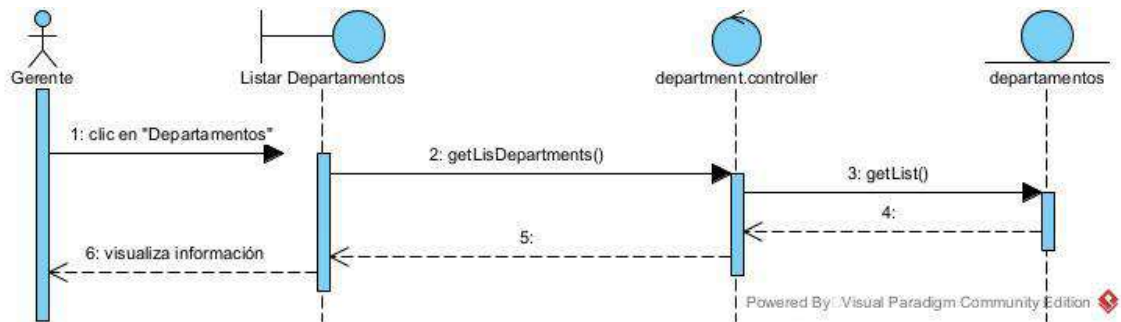 Gerente
Listar Departamentos
department.controller
departamentos
1: clic en "Departamentos"
2: getLisDepartments()
3: getList()
4:
5:
6: visualiza información
Powered By Visual Paradigm Community Edition